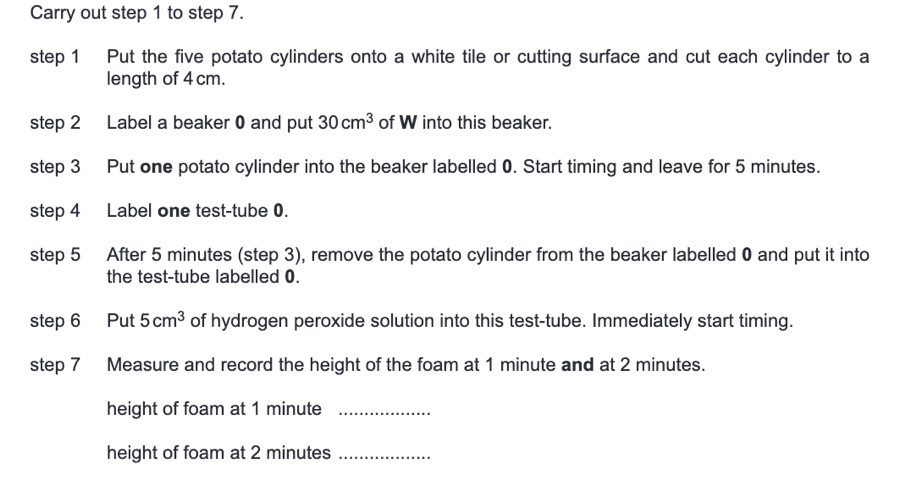 Carry out step 1 to step 7.
step 1 Put the five potato cylinders onto a white tile or cutting surface and cut each cylinder to a
length of 4 cm.
step 2 Label a beaker 0 and put 30 cm³ of W into this beaker.
step 3 Put one potato cylinder into the beaker labelled 0. Start timing and leave for 5 minutes.
step 4 Label one test-tube 0.
step 5 After 5 minutes (step 3), remove the potato cylinder from the beaker labelled 0 and put it into
the test-tube labelled 0.
step 6 Put 5 cm³ of hydrogen peroxide solution into this test-tube. Immediately start timing.
step 7 Measure and record the height of the foam at 1 minute and at 2 minutes.
height of foam at 1 minute ..................
height of foam at 2 minutes ..................